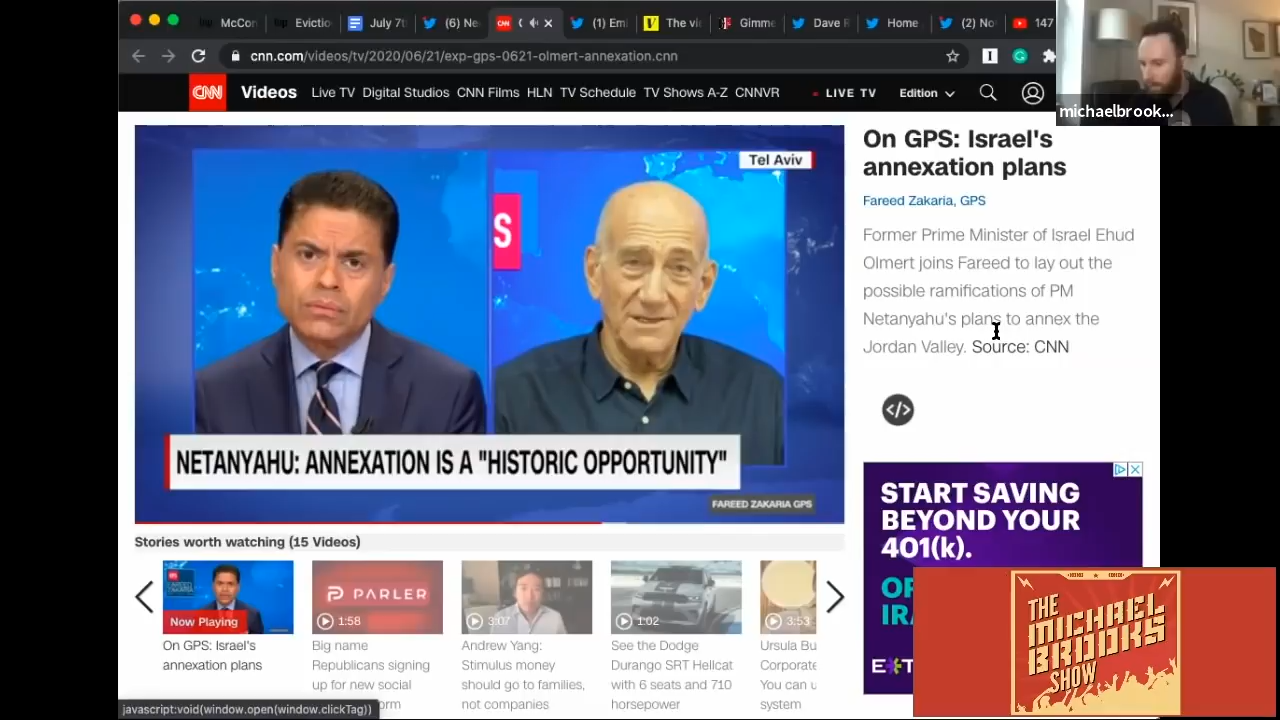 McCon
Evictio
July 7th
(6) Ne
CNN
(
(1) Emi
The vi
Gimme
Dave R
Home
(2) No
147
cnn.com/videos/tv/2020/06/21/exp-gps-0621-olmert-annexation.cnn
michaelbrook...
CNN Videos Live TV Digital Studios CNN Films HLN TV Schedule TV Shows A-Z CNNVR LIVE TV Edition
Tel Aviv
S
NETANYAHU: ANNEXATION IS A "HISTORIC OPPORTUNITY"
FAREED ZAKARIA GPS
On GPS: Israel's
annexation plans
Fareed Zakaria, GPS
Former Prime Minister of Israel Ehud
Olmert joins Fareed to lay out the
possible ramifications of PM
Netanyahu's plans to annex the
Jordan Valley. Source: CNN
</>
START SAVING
BEYOND YOUR
401(k).
OP
IRA
E*T
Stories worth watching (15 Videos)
Now Playing
On GPS: Israel's
annexation plans
PARLER
1:58
Big name
Republicans signing
up for new social
orm
3:07
Andrew Yang:
Stimulus money
should go to families,
not companies
1:02
See the Dodge
Durango SRT Hellcat
with 6 seats and 710
horsepower
3:53
Ursula Bu
Corporate
You can u
system
javascript:void(window.open(window.clickTag))
THE
MICHAEL
BROOKS
SHOW